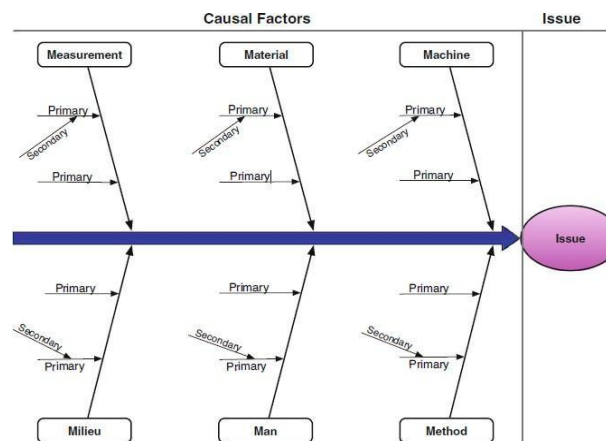 Causal Factors
Issue
Measurement
Material
Machine
Primary
Primary
Primary
Secondary
Secondary
Secondary
Primary
Primary
Primary
Issue
Primary
Primary
Primary
Secondary
Secondary
Secondary
Primary
Primary
Primary
Milieu
Man
Method